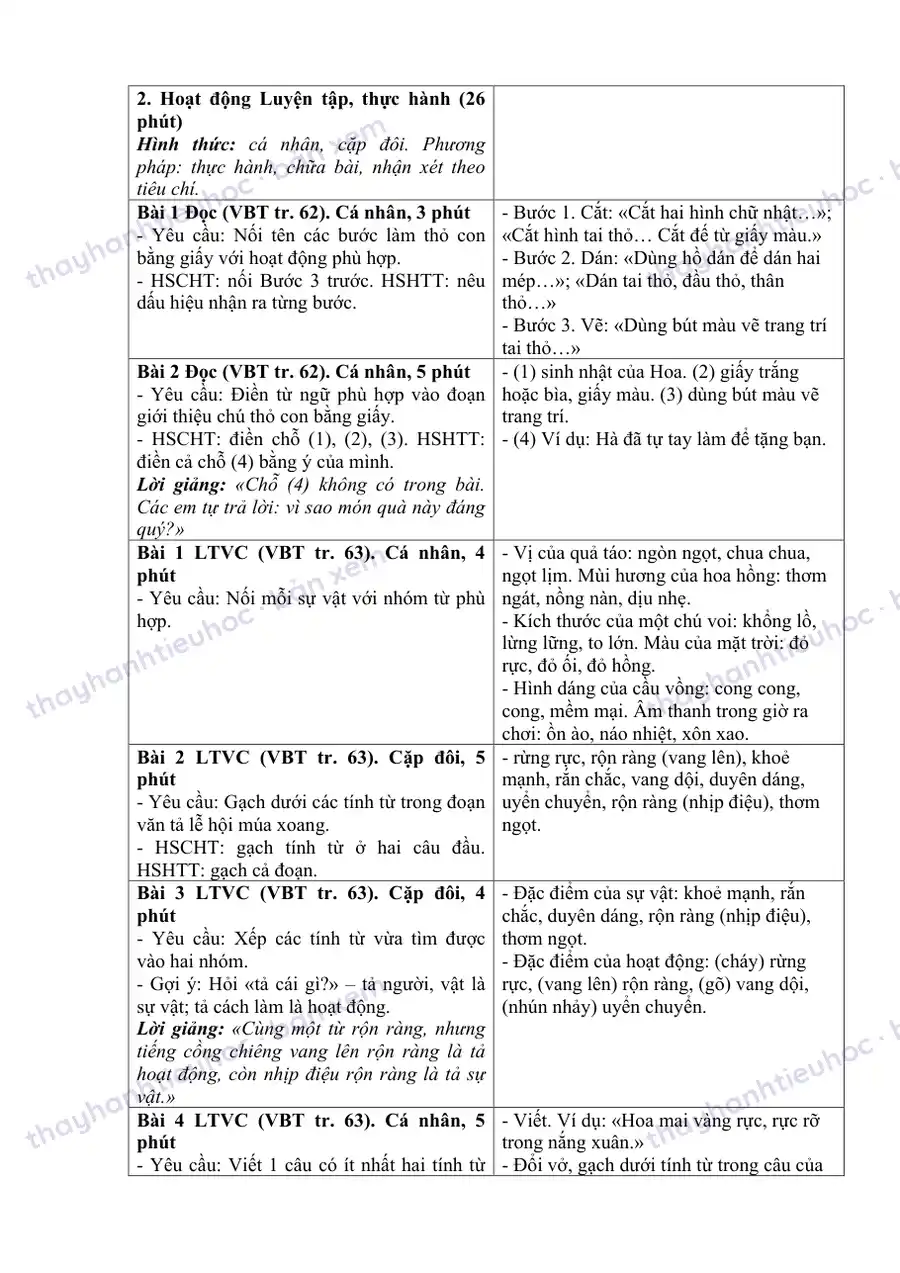 2. Hoạt động Luyện tập, thực hành (26
phút)
Hình thức: cá nhân, cặp đôi. Phương
pháp: thực hành, chữa bài, nhận xét theo
tiêu chí.
Bài 1 Đọc (VBT tr. 62). Cá nhân, 3 phút
- Yêu cầu: Nối tên các bước làm thỏ con
bằng giấy với hoạt động phù hợp.
- HSCHT: nối Bước 3 trước. HSHTT: nêu
dấu hiệu nhận ra từng bước.
- Bước 1. Cắt: «Cắt hai hình chữ nhật…»;
«Cắt hình tai thỏ… Cắt đế từ giấy màu.»
- Bước 2. Dán: «Dùng hồ dán để dán hai
mép…»; «Dán tai thỏ, đầu thỏ, thân
thỏ…»
- Bước 3. Vẽ: «Dùng bút màu vẽ trang trí
tai thỏ…»
Bài 2 Đọc (VBT tr. 62). Cá nhân, 5 phút
- Yêu cầu: Điền từ ngữ phù hợp vào đoạn
giới thiệu chú thỏ con bằng giấy.
- HSCHT: điền chỗ (1), (2), (3). HSHTT:
điền cả chỗ (4) bằng ý của mình.
Lời giảng: «Chỗ (4) không có trong bài.
Các em tự trả lời: vì sao món quà này đáng
quý?»
- (1) sinh nhật của Hoa. (2) giấy trắng
hoặc bìa, giấy màu. (3) dùng bút màu vẽ
trang trí.
- (4) Ví dụ: Hà đã tự tay làm để tặng bạn.
Bài 1 LTVC (VBT tr. 63). Cá nhân, 4
phút
- Yêu cầu: Nối mỗi sự vật với nhóm từ phù
hợp.
- Vị của quả táo: ngòn ngọt, chua chua,
ngọt lịm. Mùi hương của hoa hồng: thơm
ngát, nồng nàn, dịu nhẹ.
- Kích thước của một chú voi: khổng lồ,
lừng lững, to lớn. Màu của mặt trời: đỏ
rực, đỏ ối, đỏ hồng.
- Hình dáng của cầu vồng: cong cong,
cong, mềm mại. Âm thanh trong giờ ra
chơi: ồn ào, náo nhiệt, xôn xao.
Bài 2 LTVC (VBT tr. 63). Cặp đôi, 5
phút
- Yêu cầu: Gạch dưới các tính từ trong đoạn
văn tả lễ hội múa xoang.
- HSCHT: gạch tính từ ở hai câu đầu.
HSHTT: gạch cả đoạn.
- rừng rực, rộn ràng (vang lên), khoẻ
mạnh, rắn chắc, vang dội, duyên dáng,
uyển chuyển, rộn ràng (nhịp điệu), thơm
ngọt.
Bài 3 LTVC (VBT tr. 63). Cặp đôi, 4
phút
- Yêu cầu: Xếp các tính từ vừa tìm được
vào hai nhóm.
- Gợi ý: Hỏi «tả cái gì?» – tả người, vật là
sự vật; tả cách làm là hoạt động.
Lời giảng: «Cùng một từ rộn ràng, nhưng
tiếng cồng chiêng vang lên rộn ràng là tả
hoạt động, còn nhịp điệu rộn ràng là tả sự
vật.»
- Đặc điểm của sự vật: khoẻ mạnh, rắn
chắc, duyên dáng, rộn ràng (nhịp điệu),
thơm ngọt.
- Đặc điểm của hoạt động: (cháy) rừng
rực, (vang lên) rộn ràng, (gõ) vang dội,
(nhún nhảy) uyển chuyển.
Bài 4 LTVC (VBT tr. 63). Cá nhân, 5
phút
- Yêu cầu: Viết 1 câu có ít nhất hai tính từ
- Viết. Ví dụ: «Hoa mai vàng rực, rực rỡ
trong nắng xuân.»
- Đổi vở, gạch dưới tính từ trong câu của
thayhanhtieuhoc · bản xem
thayhanhtieuhoc · b
thayhanhtieuhoc · bản xem
thayhanhtieuhoc · b
thayhanhtieuhoc · bản xem
thayhanhtieuhoc · b